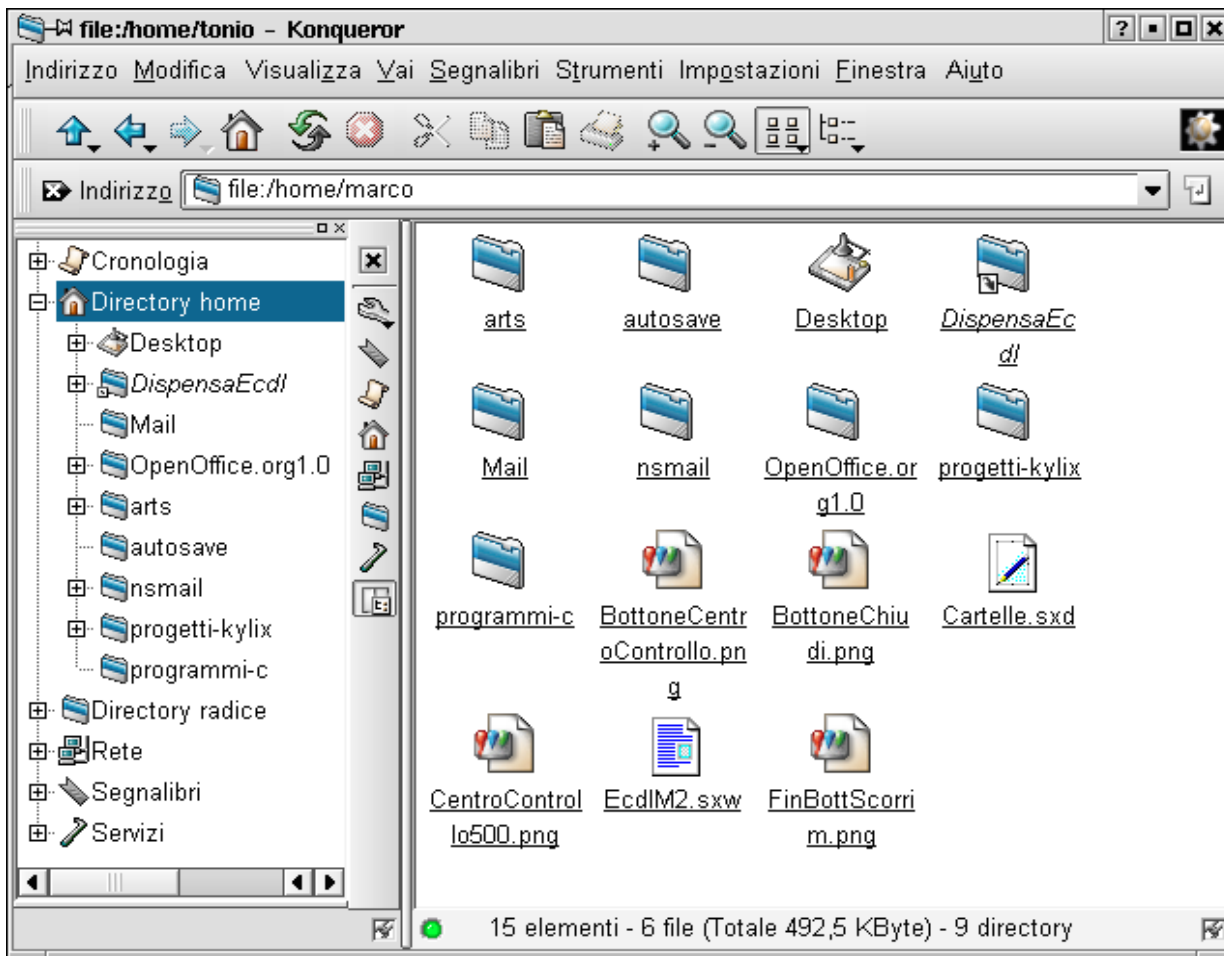 file:/home/tonio – Konqueror
Indirizzo Modifica Visualizza Vai Segnalibri Strumenti Impostazioni Finestra Aiuto
Indirizzo file:/home/marco
Cronologia
Directory home
Desktop
DispensaEcdl
Mail
OpenOffice.org1.0
arts
autosave
nsmail
progetti-kylix
programmi-c
Directory radice
Rete
Segnalibri
Servizi
arts autosave Desktop DispensaEc
dl
Mail nsmail OpenOffice.or progetti-kylix
g1.0
programmi-c BottoneCentr BottoneChiu Cartelle.sxd
oControllo.pn di.png
g
CentroControl EcdlM2.sxw FinBottScorri
lo500.png m.png
15 elementi - 6 file (Totale 492,5 KByte) - 9 directory